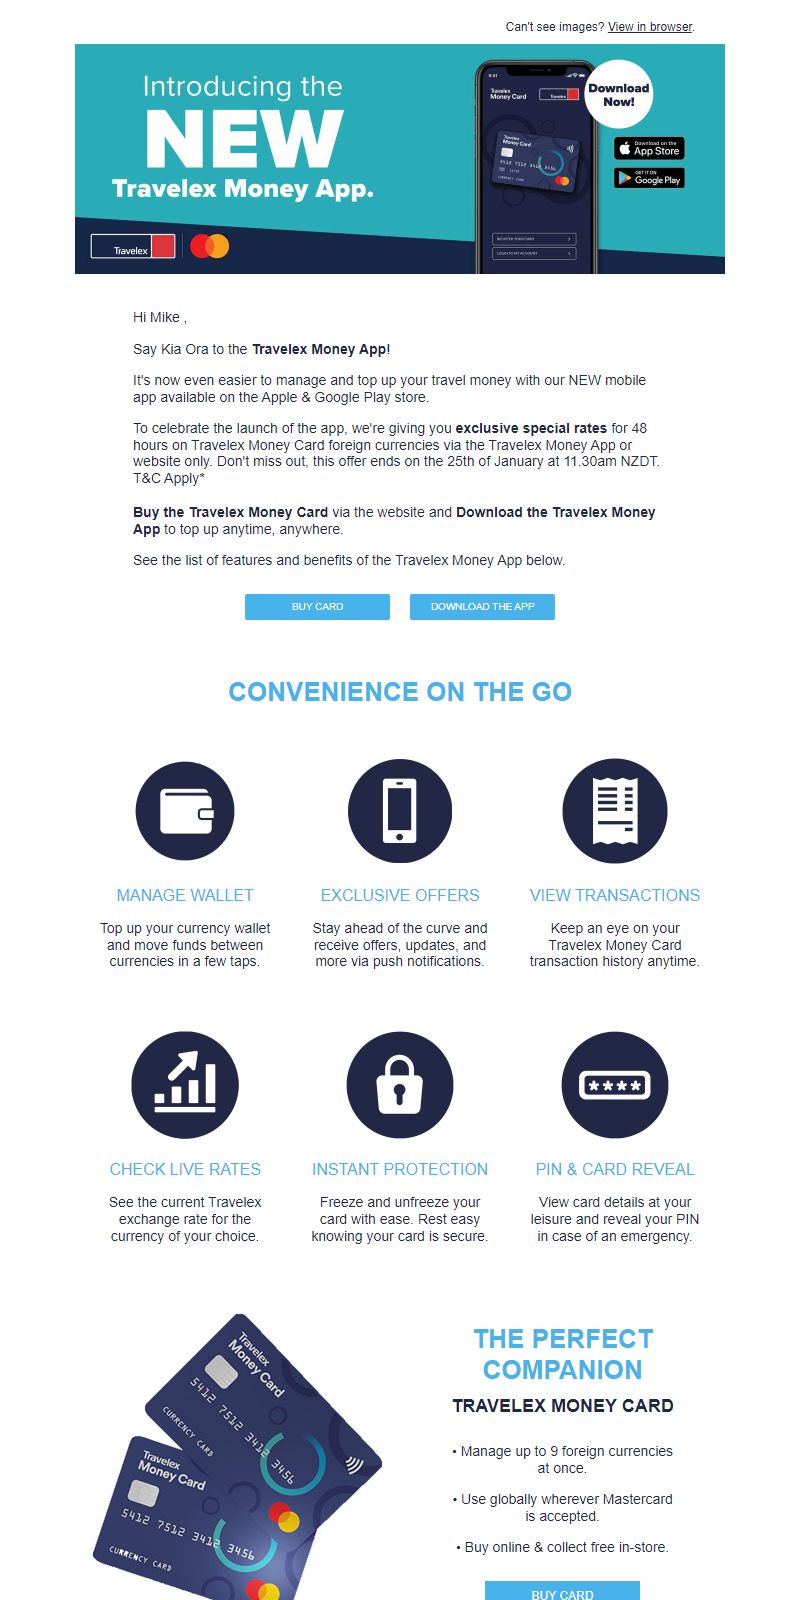 Can't see images? View in browser.
Introducing the
NEW
Travelex Money App.
Travelex
9:41
Travelex
Money Card
Travelex
Travelex
Money Card
5412 7512 3412
CURRENCY CARD
REGISTER YOUR CARD
LOGIN TO MY ACCOUNT
Download
Now!
Download on the
App Store
GET IT ON
Google Play
Hi Mike ,
Say Kia Ora to the Travelex Money App!
It's now even easier to manage and top up your travel money with our NEW mobile
app available on the Apple & Google Play store.
To celebrate the launch of the app, we're giving you exclusive special rates for 48
hours on Travelex Money Card foreign currencies via the Travelex Money App or
website only. Don't miss out, this offer ends on the 25th of January at 11.30am NZDT.
T&C Apply*
Buy the Travelex Money Card via the website and Download the Travelex Money
App to top up anytime, anywhere.
See the list of features and benefits of the Travelex Money App below.
BUY CARD
DOWNLOAD THE APP
CONVENIENCE ON THE GO
MANAGE WALLET
Top up your currency wallet
and move funds between
currencies in a few taps.
EXCLUSIVE OFFERS
Stay ahead of the curve and
receive offers, updates, and
more via push notifications.
VIEW TRANSACTIONS
Keep an eye on your
Travelex Money Card
transaction history anytime.
****
CHECK LIVE RATES
See the current Travelex
exchange rate for the
currency of your choice.
INSTANT PROTECTION
Freeze and unfreeze your
card with ease. Rest easy
knowing your card is secure.
PIN & CARD REVEAL
View card details at your
leisure and reveal your PIN
in case of an emergency.
Travelex
Money Card
5412 7512 3412 3456
CURRENCY CARD
Travelex
Money Card
5412 7512 3412 3456
CURRENCY CARD
THE PERFECT
COMPANION
TRAVELEX MONEY CARD
• Manage up to 9 foreign currencies
at once.
• Use globally wherever Mastercard
is accepted.
• Buy online & collect free in-store.
BUY CARD